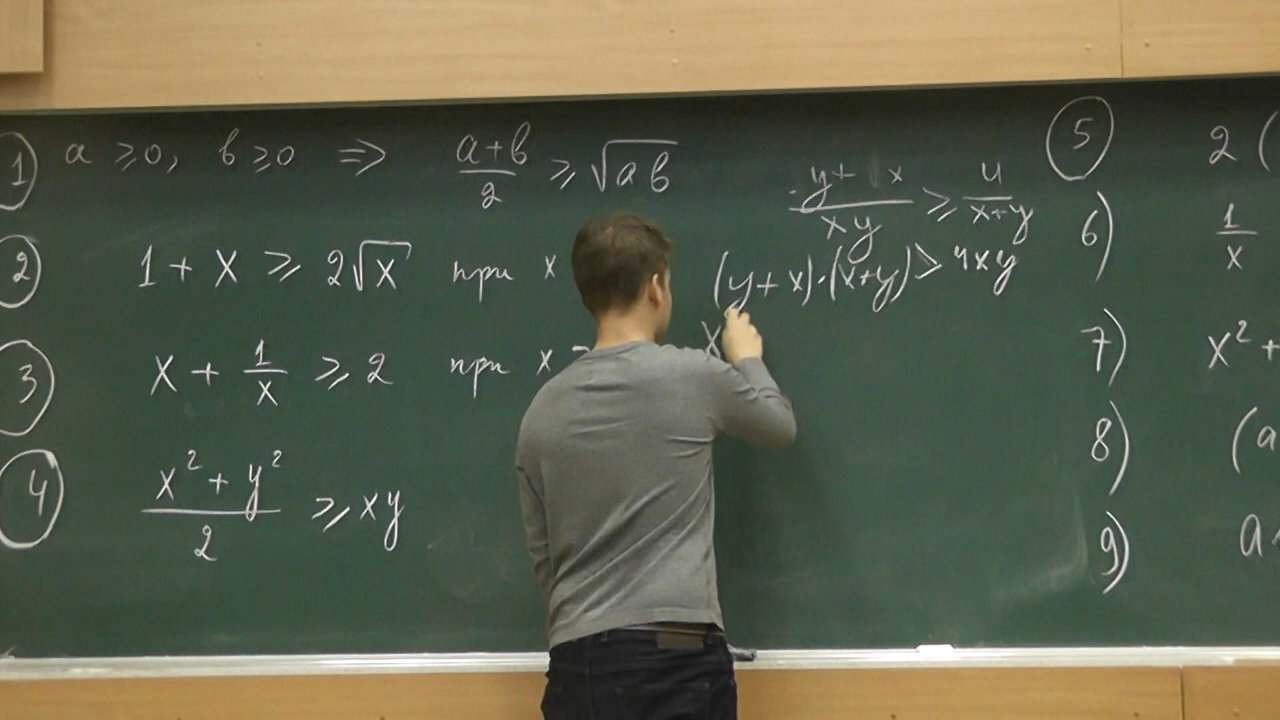 1) a ≥ 0, b ≥ 0 ⇒ (a+b)/2 ≥ √(ab)
2) 1 + x ≥ 2√x при x
3) x + 1/x ≥ 2 при x
4) (x² + y²)/2 ≥ xy
(y + x)/(xy) ≥ 4/(x+y)
(y + x)·(x+y) ≥ 4xy
x
5) 2 (
6) 1/x
7) x² +
8) (a
9) a